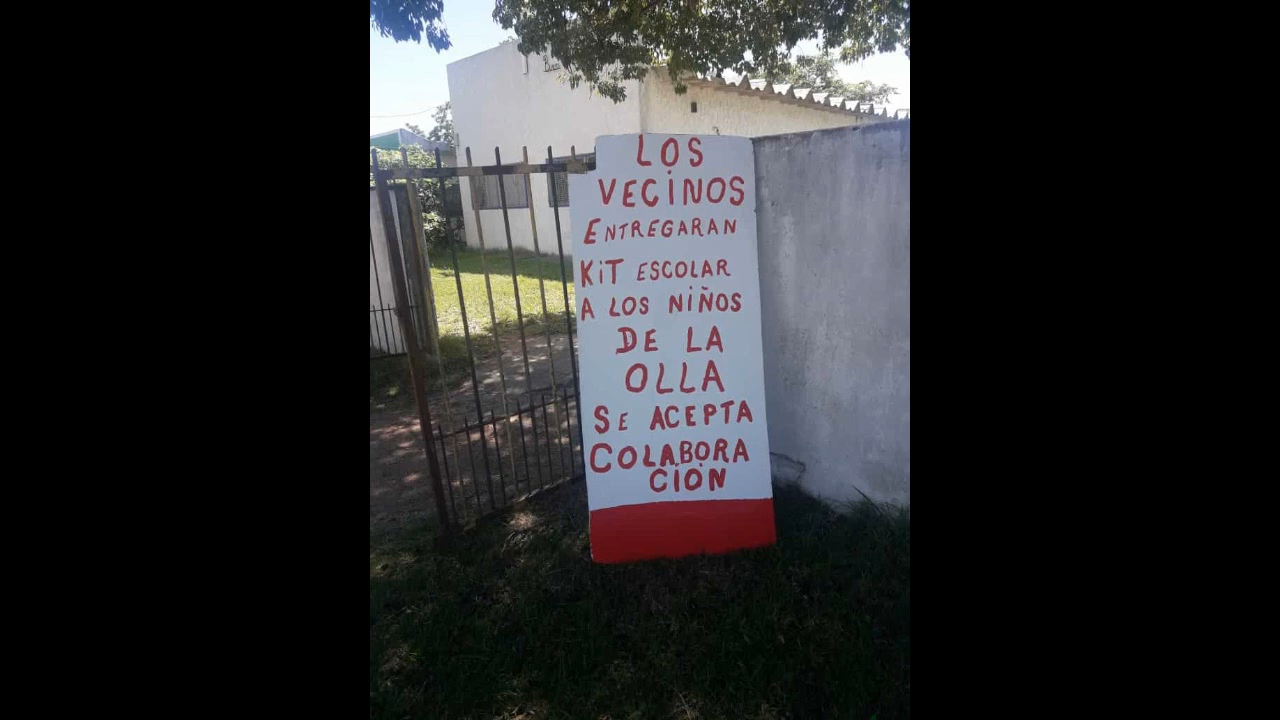 LOS
VECINOS
ENTREGARAN
KiT ESCOLAR
A LOS NiÑOS
DE LA
OLLA
SE ACEPTA
COLABORA
CION